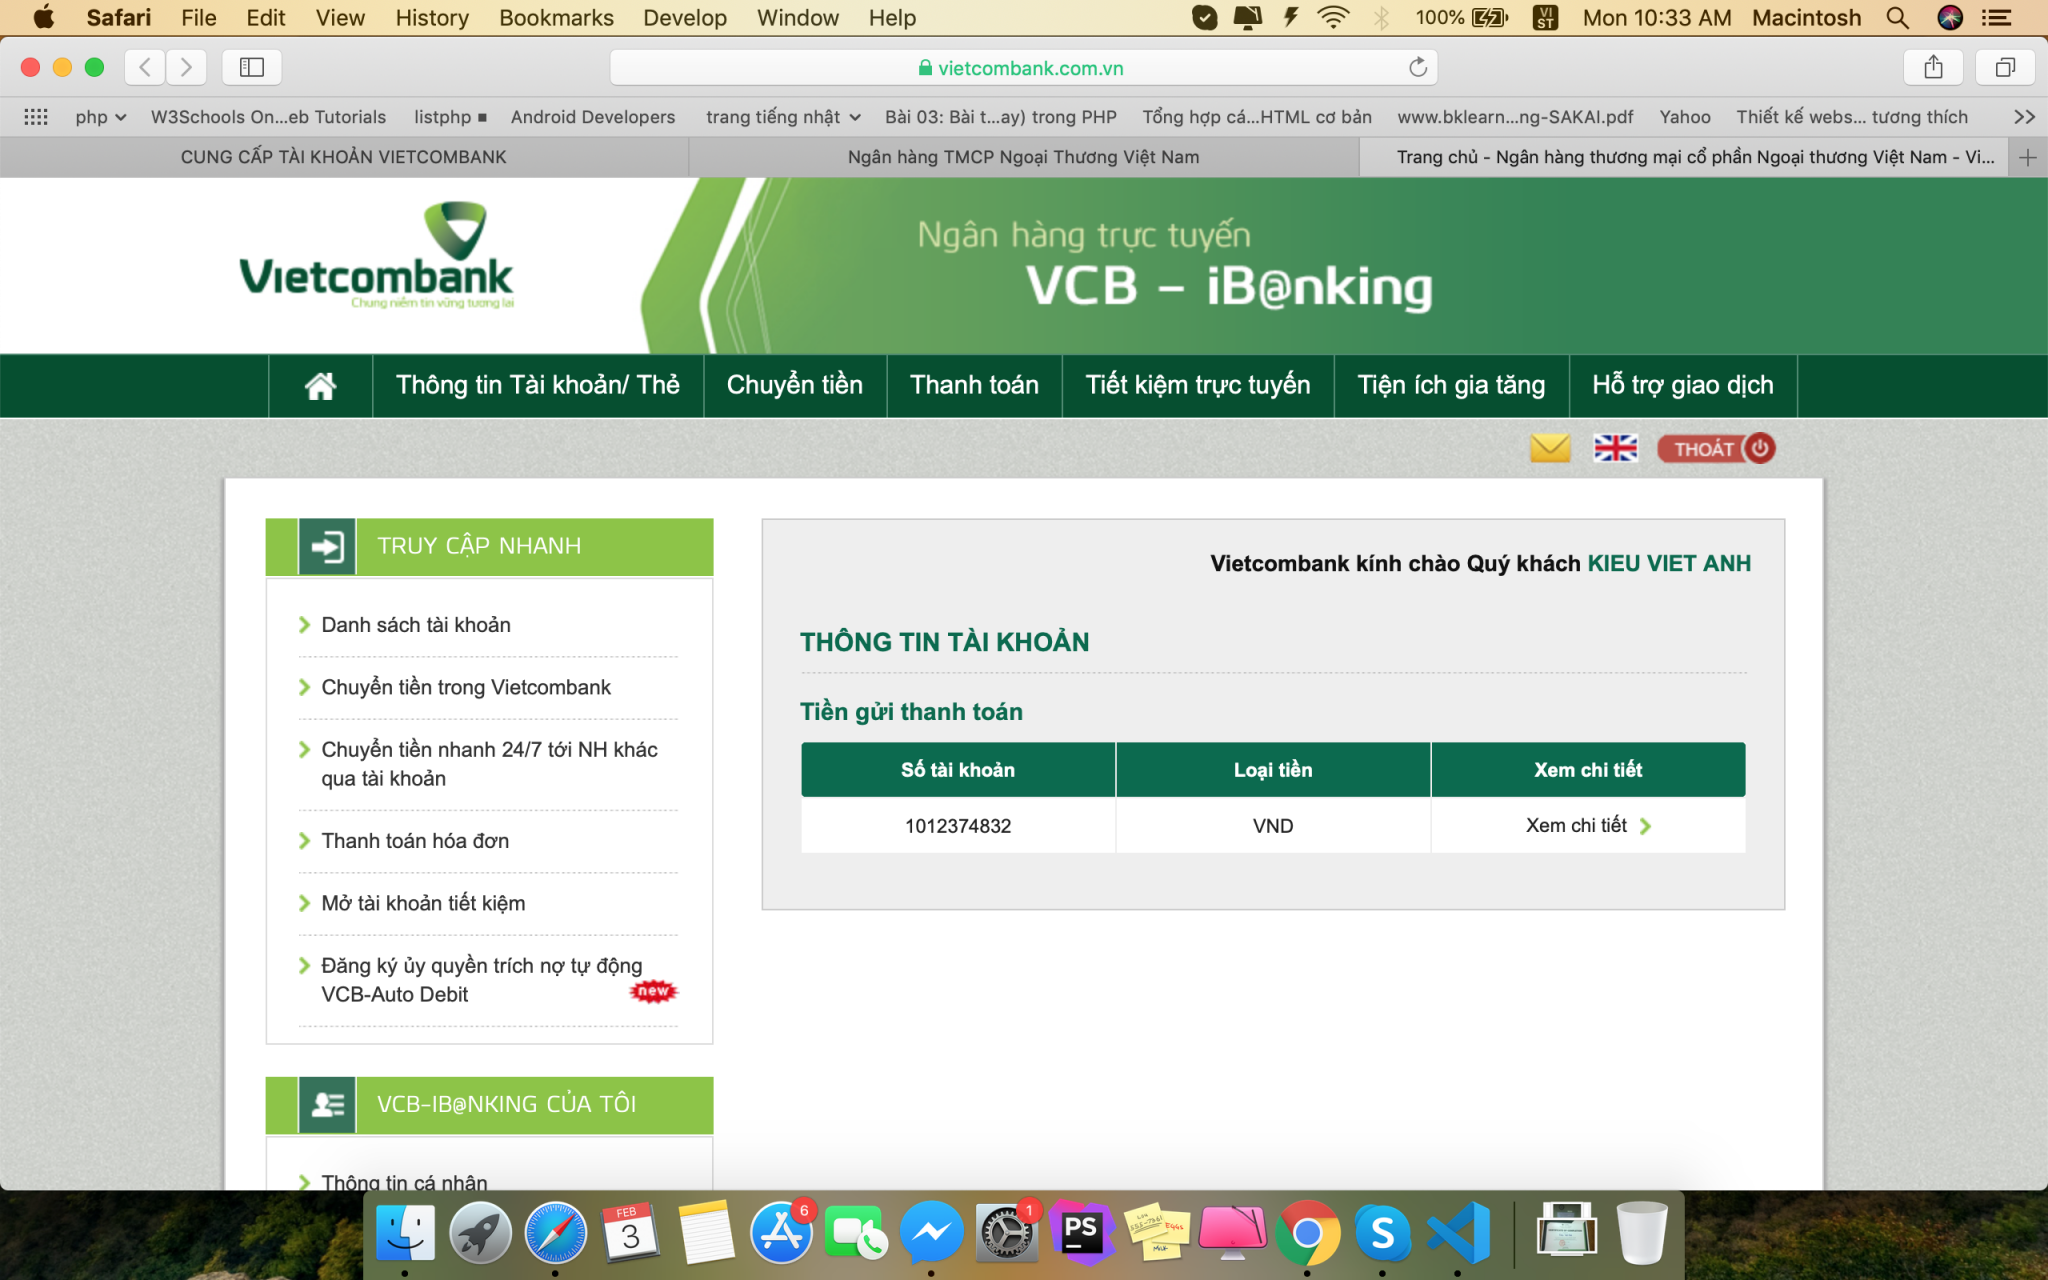 Safari File Edit View History Bookmarks Develop Window Help 100% VI ST Mon 10:33 AM Macintosh
vietcombank.com.vn
php W3Schools On...eb Tutorials listphp Android Developers trang tiếng nhật Bài 03: Bài t...ay) trong PHP Tổng hợp cá...HTML cơ bản www.bklearn...ng-SAKAI.pdf Yahoo Thiết kế webs... tương thích
CUNG CẤP TÀI KHOẢN VIETCOMBANK Ngân hàng TMCP Ngoại Thương Việt Nam Trang chủ - Ngân hàng thương mại cổ phần Ngoại thương Việt Nam - Vi...
Vietcombank
Chung niềm tin vững tương lai
Ngân hàng trực tuyến
VCB – iB@nking
Thông tin Tài khoản/ Thẻ Chuyển tiền Thanh toán Tiết kiệm trực tuyến Tiện ích gia tăng Hỗ trợ giao dịch
THOÁT
TRUY CẬP NHANH
Danh sách tài khoản
Chuyển tiền trong Vietcombank
Chuyển tiền nhanh 24/7 tới NH khác
qua tài khoản
Thanh toán hóa đơn
Mở tài khoản tiết kiệm
Đăng ký ủy quyền trích nợ tự động
VCB-Auto Debit new
VCB-IB@NKING CỦA TÔI
Thông tin cá nhân
Vietcombank kính chào Quý khách KIEU VIET ANH
THÔNG TIN TÀI KHOẢN
Tiền gửi thanh toán
Số tài khoản Loại tiền Xem chi tiết
1012374832 VND Xem chi tiết
FEB
3
6
1
PS
S